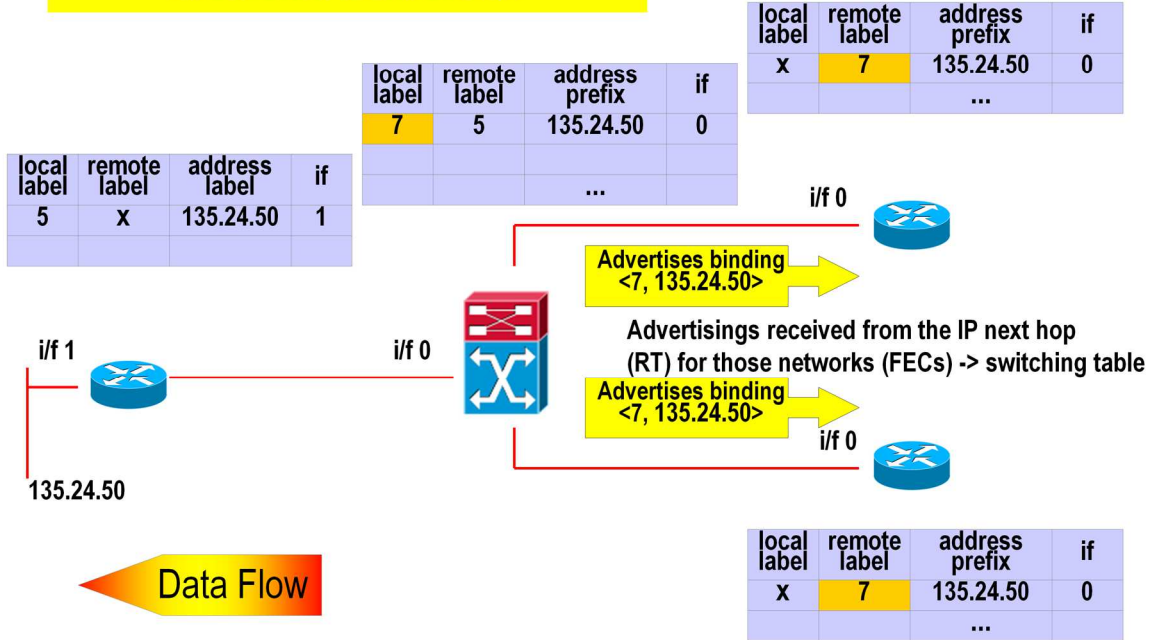 local label remote label address prefix if
x 7 135.24.50 0
...
local label remote label address prefix if
7 5 135.24.50 0
...
local label remote label address label if
5 x 135.24.50 1
i/f 0
Advertises binding
<7, 135.24.50>
Advertisings received from the IP next hop
(RT) for those networks (FECs) -> switching table
i/f 1
i/f 0
Advertises binding
<7, 135.24.50>
i/f 0
135.24.50
Data Flow
local label remote label address prefix if
x 7 135.24.50 0
...